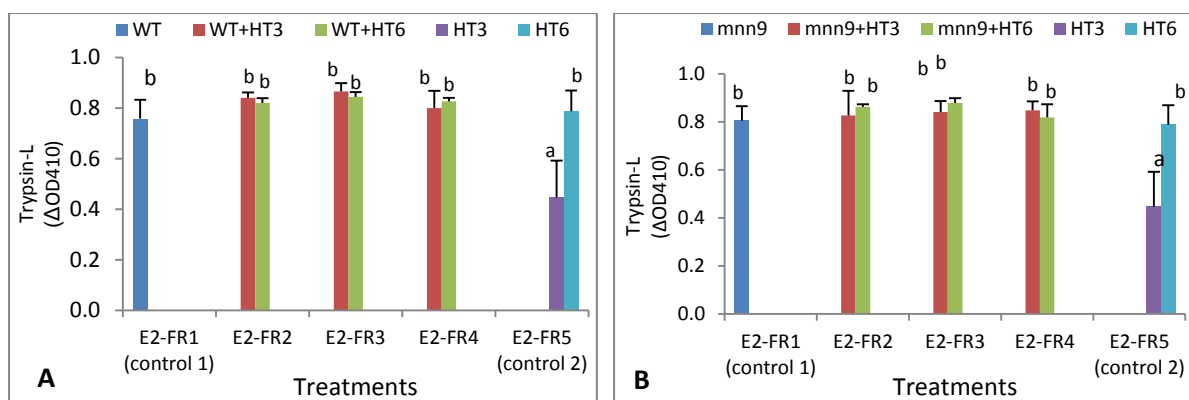 WT WT+HT3 WT+HT6 HT3 HT6
1.0
0.8
0.6
0.4
0.2
0.0
Trypsin-L
(ΔOD410)
b b b b b b b a b
E2-FR1 E2-FR2 E2-FR3 E2-FR4 E2-FR5
(control 1) (control 2)
A
Treatments
mnn9 mnn9+HT3 mnn9+HT6 HT3 HT6
1.0
0.8
0.6
0.4
0.2
0.0
Trypsin-L
(ΔOD410)
b b b b b b b a b
E2-FR1 E2-FR2 E2-FR3 E2-FR4 E2-FR5
(control 1) (control 2)
B
Treatments